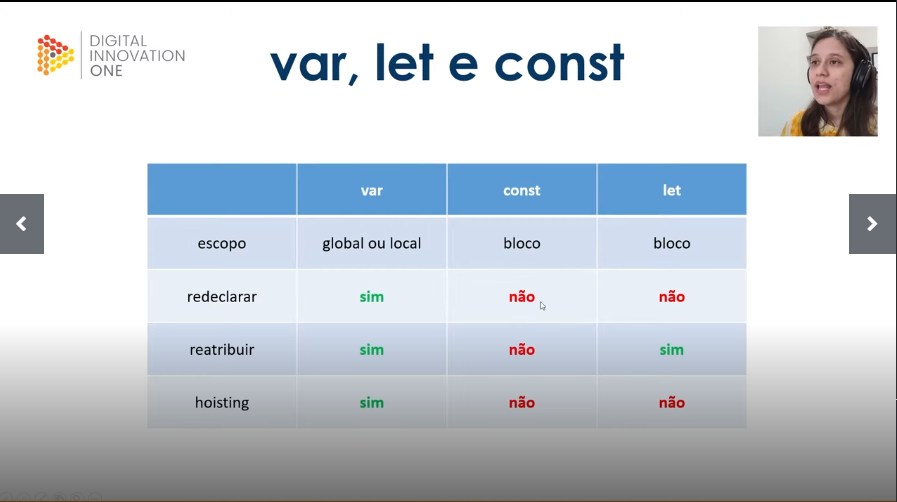 DIGITAL
INNOVATION
ONE
var, let e const
var const let
escopo global ou local bloco bloco
redeclarar sim não não
reatribuir sim não sim
hoisting sim não não